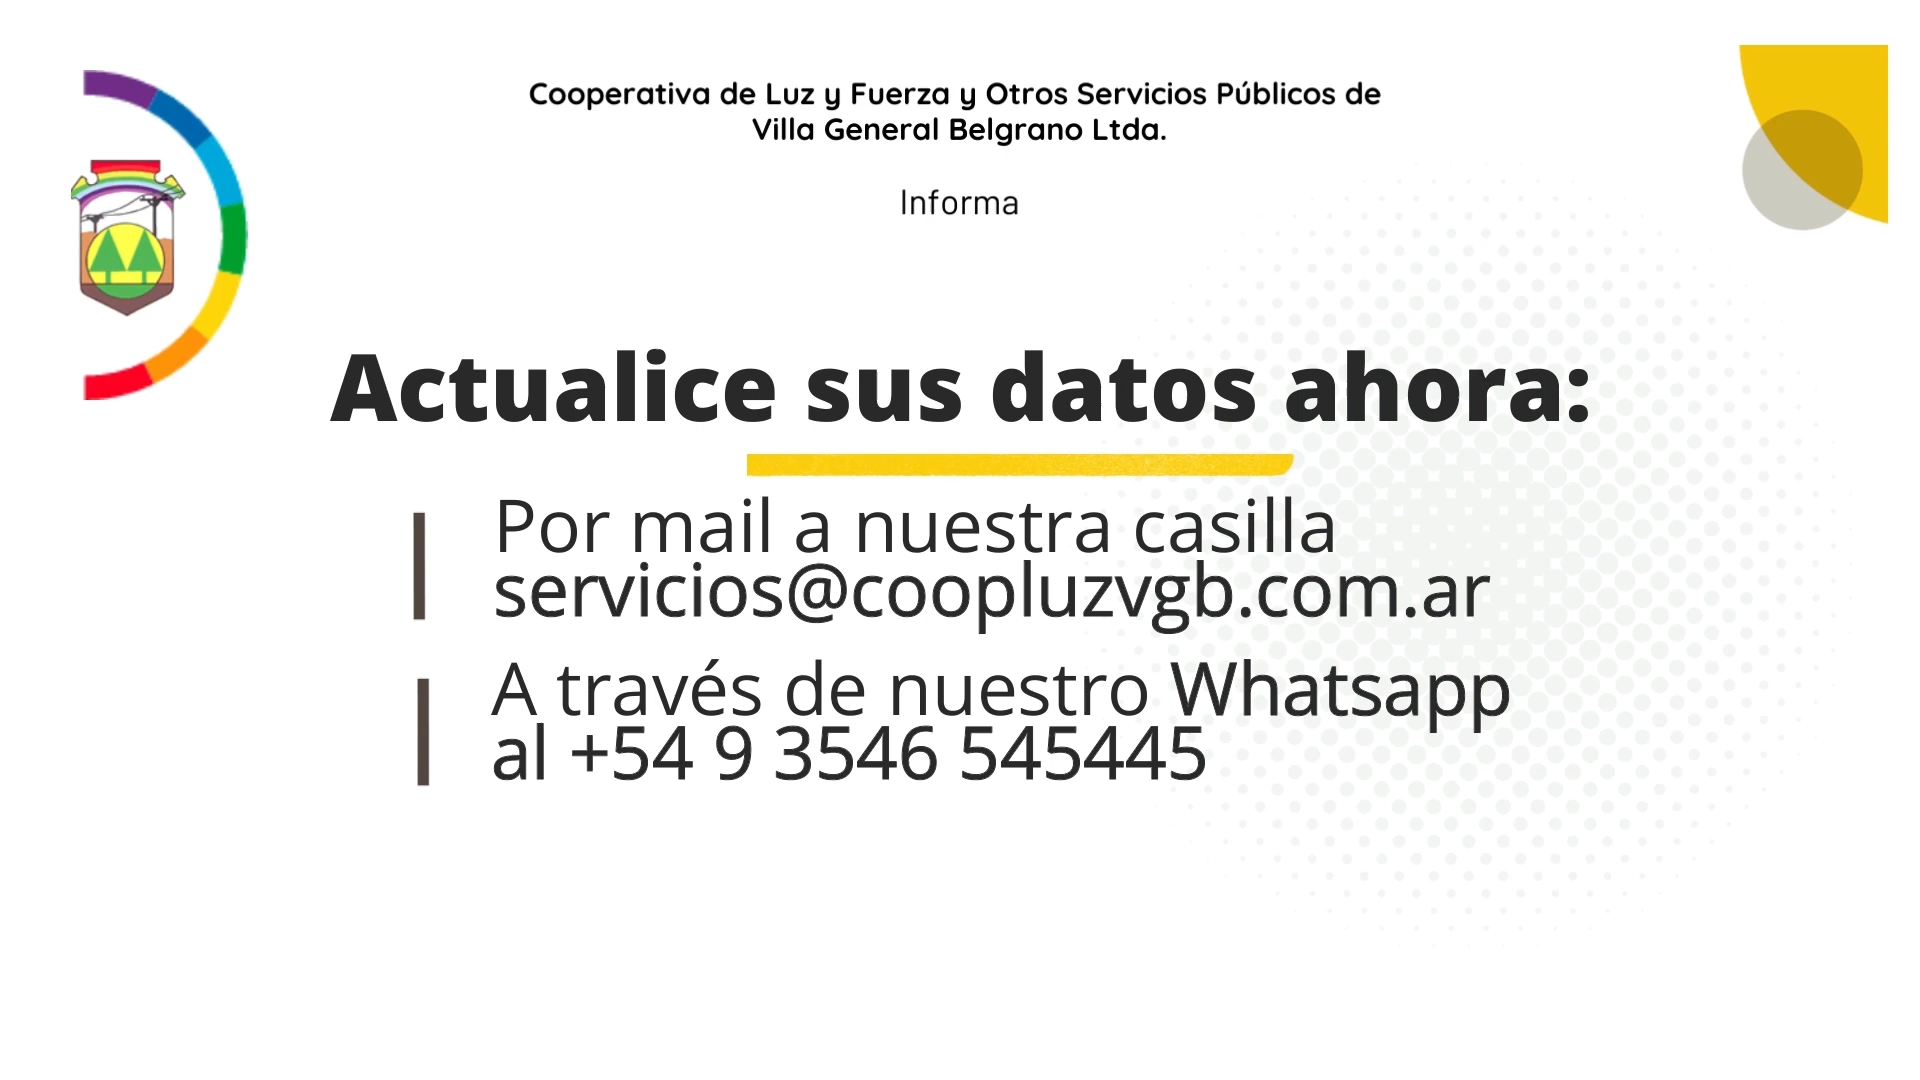 Cooperativa de Luz y Fuerza y Otros Servicios Públicos de
Villa General Belgrano Ltda.
Informa
Actualice sus datos ahora:
Por mail a nuestra casilla
servicios@coopluzvgb.com.ar
A través de nuestro Whatsapp
al +54 9 3546 545445